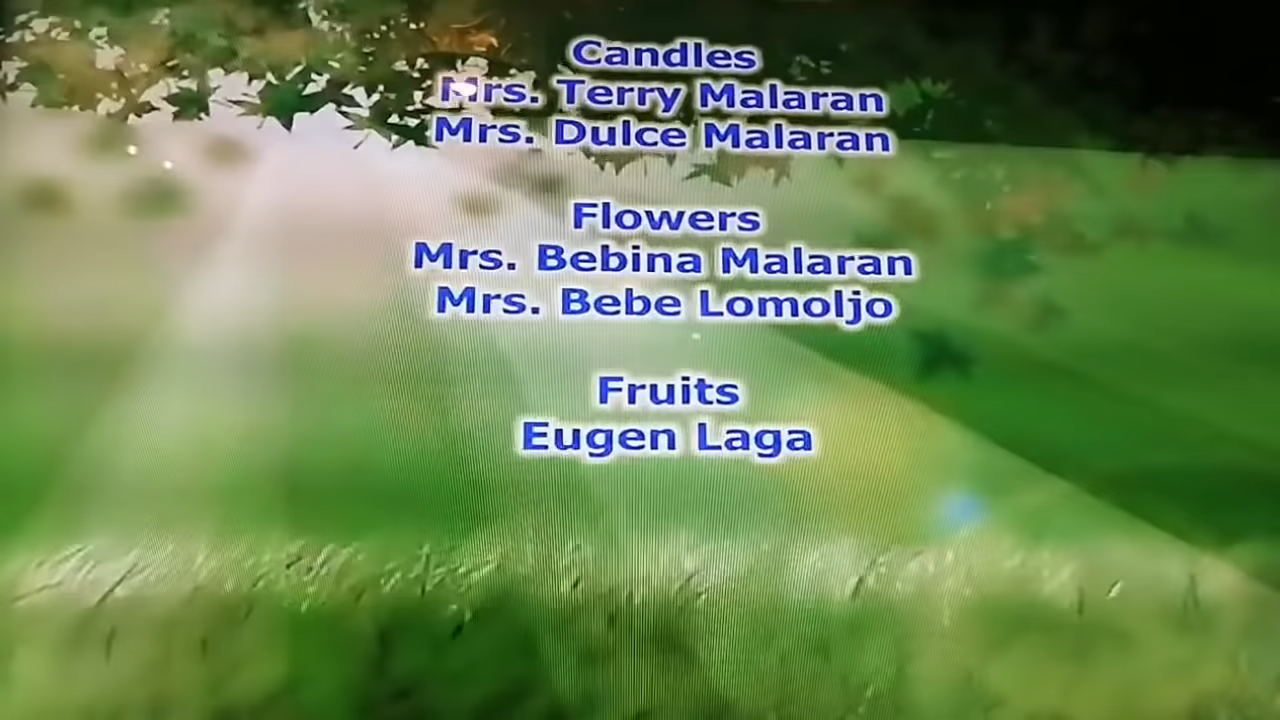 Candles
Mrs. Terry Malaran
Mrs. Dulce Malaran
Flowers
Mrs. Bebina Malaran
Mrs. Bebe Lomoljo
Fruits
Eugen Laga